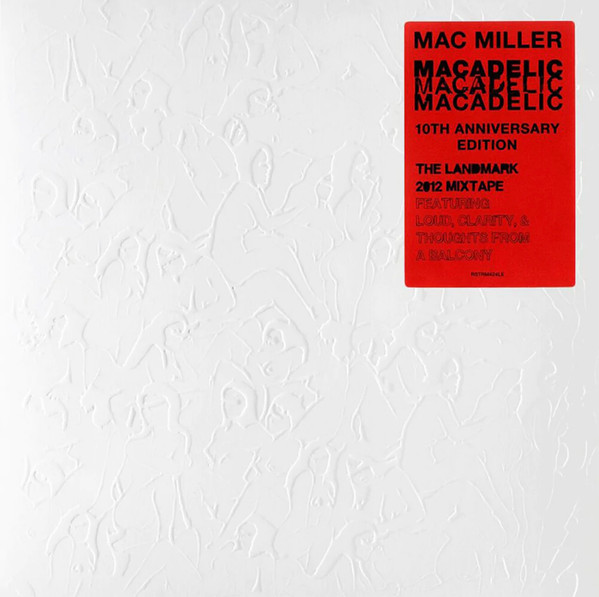 MAC MILLER
MACADELIC
MACADELIC
MACADELIC
10TH ANNIVERSARY
EDITION
THE LANDMARK
2012 MIXTAPE
FEATURING
LOUD, CLARITY, &
THOUGHTS FROM
A BALCONY